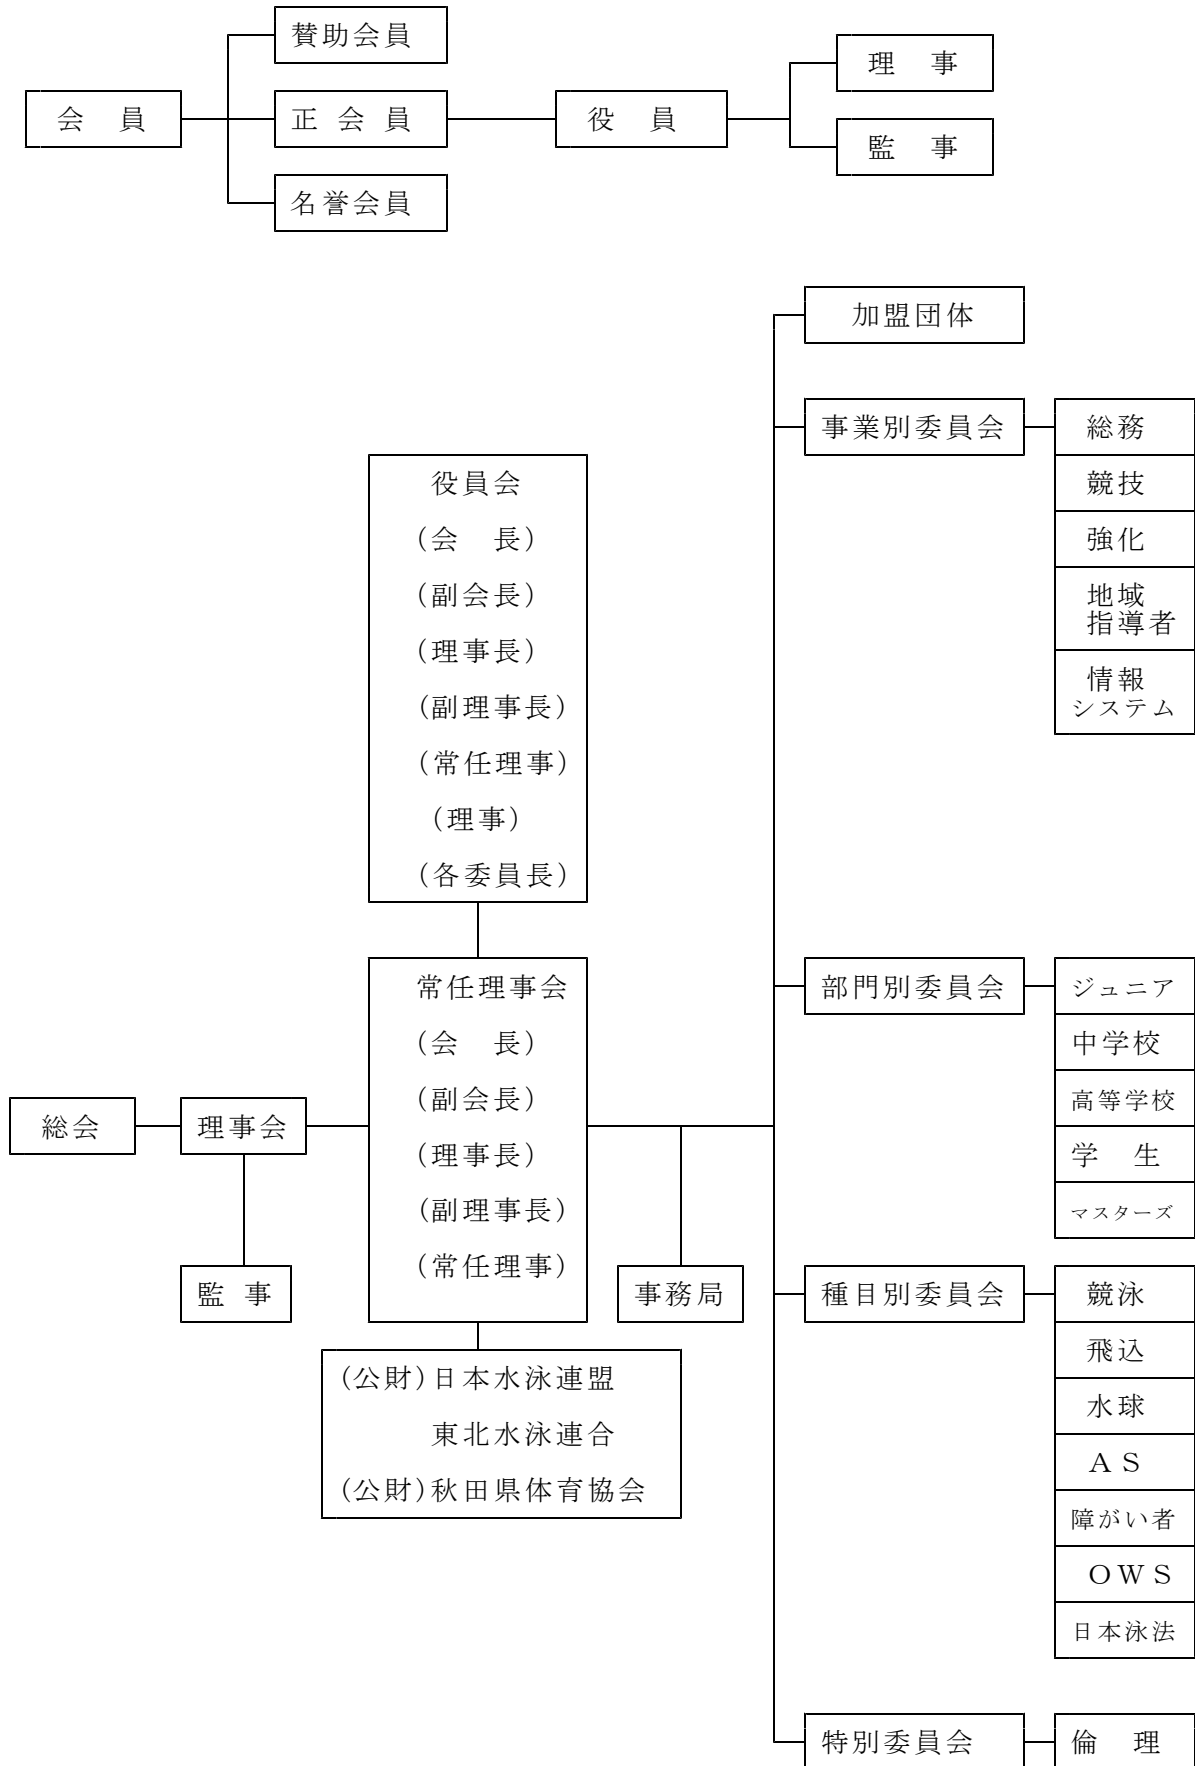 賛助会員
理　事
会　員
正 会 員
役　員
監　事
名誉会員
加盟団体
事業別委員会
総務
競技
強化
地域
指導者
情報
システム
役員会
(会　長)
(副会長)
(理事長)
(副理事長)
(常任理事)
(理事)
(各委員長)
部門別委員会
ジュニア
中学校
高等学校
学　生
マスターズ
常任理事会
(会　長)
(副会長)
(理事長)
(副理事長)
(常任理事)
総会
理事会
監 事
事務局
種目別委員会
競泳
飛込
水球
ＡＳ
障がい者
ＯＷＳ
日本泳法
(公財)日本水泳連盟
東北水泳連合
(公財)秋田県体育協会
特別委員会
倫　理